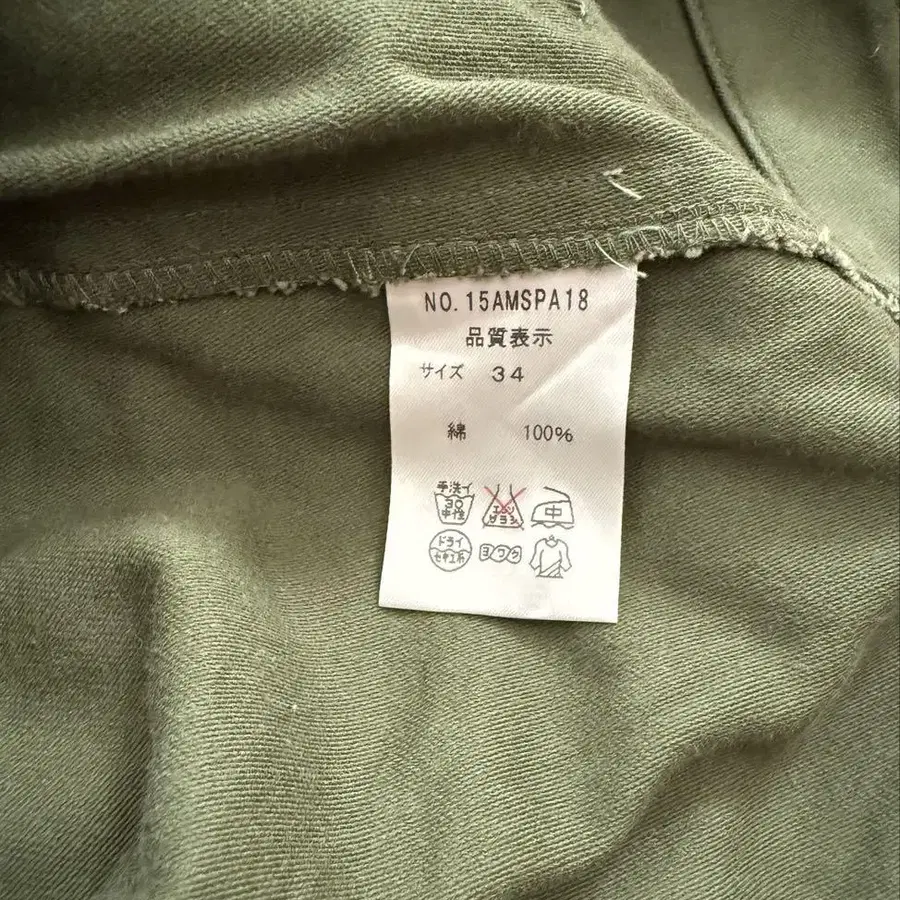 NO.15AMSPA18
品質表示
サイズ 34
綿 100%
手洗イ
30
中性
エンソ
サラシ
中
ドライ
セキユ系
ヨワク